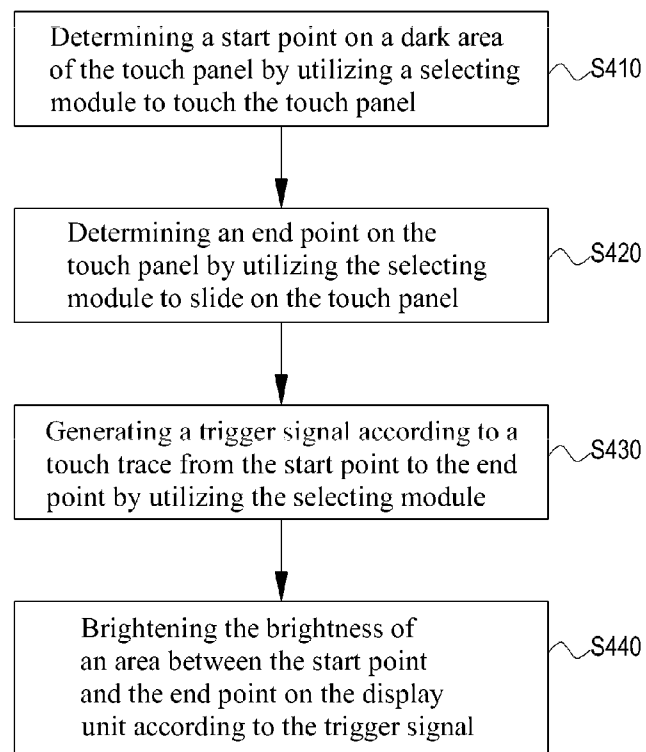 Determining a start point on a dark area
of the touch panel by utilizing a selecting
module to touch the touch panel
S410
Determining an end point on the
touch panel by utilizing the selecting
module to slide on the touch panel
S420
Generating a trigger signal according to a
touch trace from the start point to the end
point by utilizing the selecting module
S430
Brightening the brightness of
an area between the start point
and the end point on the display
unit according to the trigger signal
S440